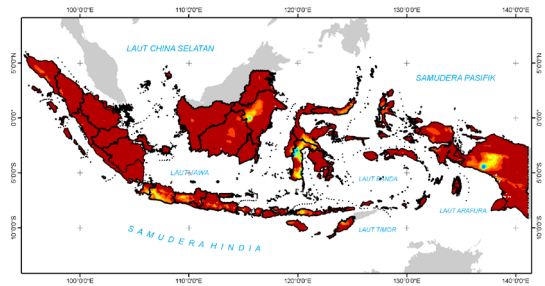 100°0'0"E 110°0'0"E 120°0'0"E 130°0'0"E 140°0'0"E
LAUT CHINA SELATAN
5°0'0"N 5°0'0"N
SAMUDERA PASIFIK
0°0'0" 0°0'0"
LAUT JAWA
LAUT BANDA
5°0'0"S 5°0'0"S
LAUT ARAFURA
SAMUDERA HINDIA
LAUT TIMOR
10°0'0"S 10°0'0"S
100°0'0"E 110°0'0"E 120°0'0"E 130°0'0"E 140°0'0"E